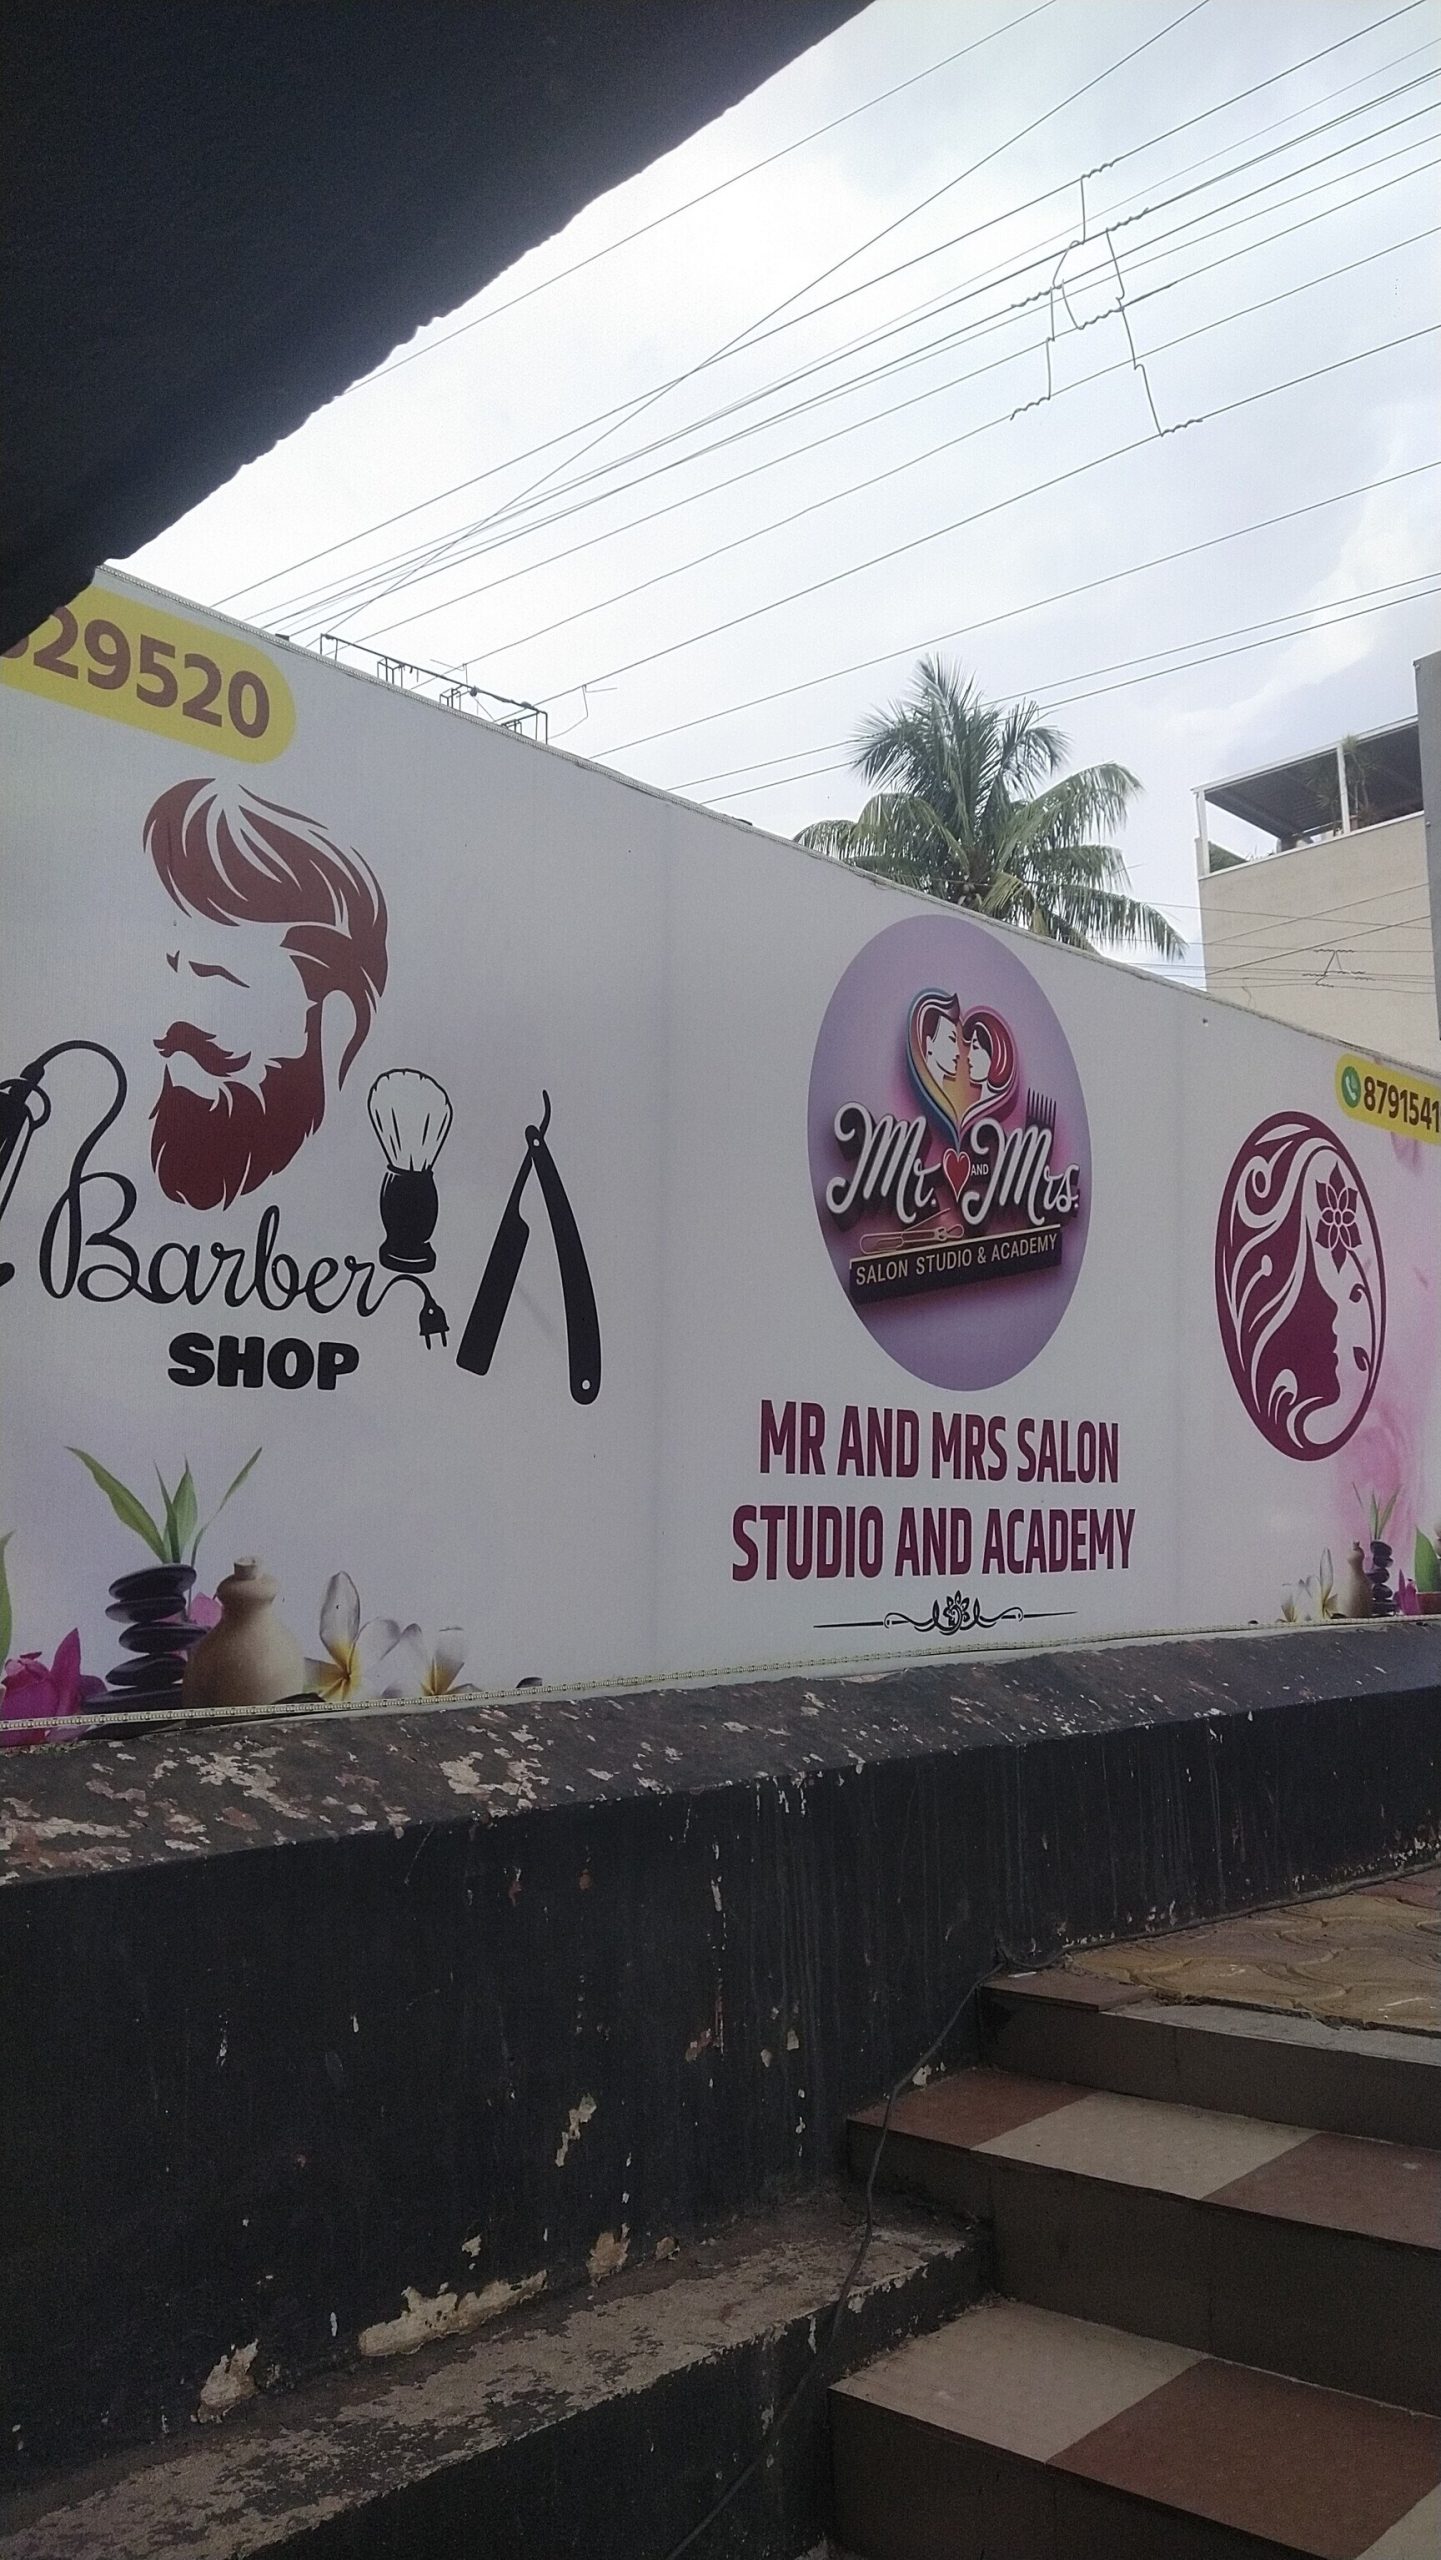 29520
Barber
SHOP
Mr. AND Mrs.
SALON STUDIO & ACADEMY
MR AND MRS SALON
STUDIO AND ACADEMY
8791541